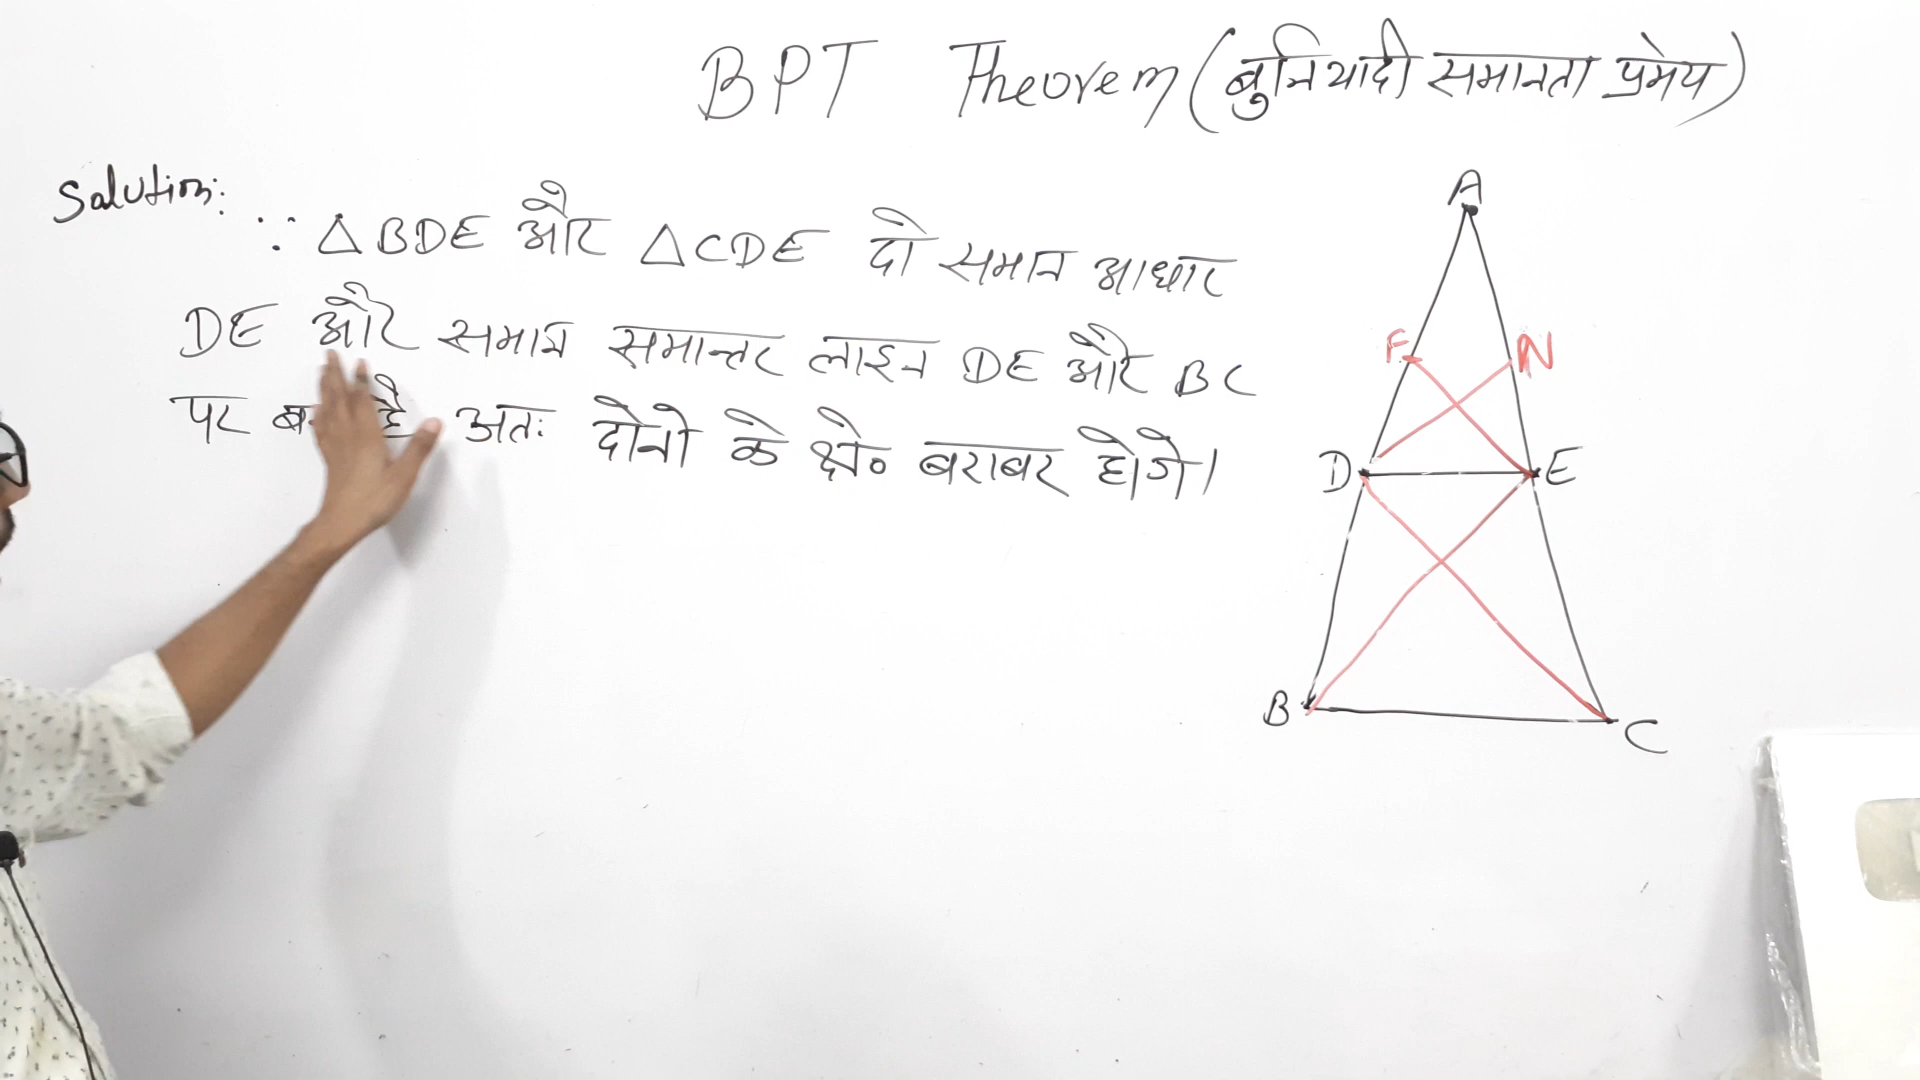 BPT Theorem (बुनियादी समानता प्रमेय)
Solution:
∵ △BDE और △CDE दो समान आधार
DE और समान समान्तर लाइन DE और BC
पर है अतः दोनो के क्षे० बराबर होगे।
A
F N
D E
B C